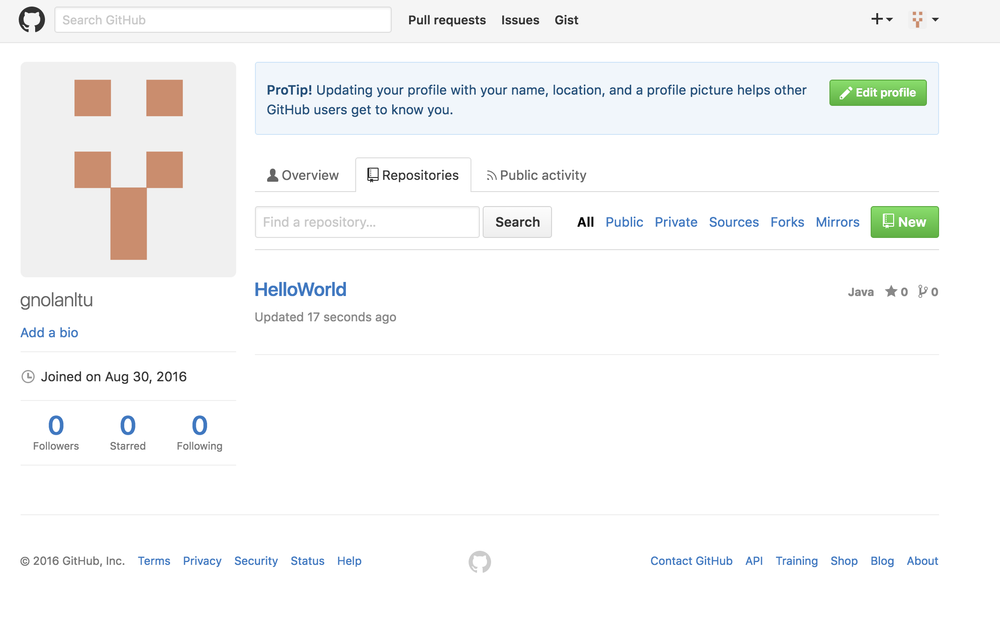 Search GitHub Pull requests Issues Gist
ProTip! Updating your profile with your name, location, and a profile picture helps other
GitHub users get to know you.
Edit profile
Overview Repositories Public activity
Find a repository... Search All Public Private Sources Forks Mirrors New
HelloWorld
Java 0 0
Updated 17 seconds ago
gnolanltu
Add a bio
Joined on Aug 30, 2016
0 0 0
Followers Starred Following
© 2016 GitHub, Inc. Terms Privacy Security Status Help Contact GitHub API Training Shop Blog About